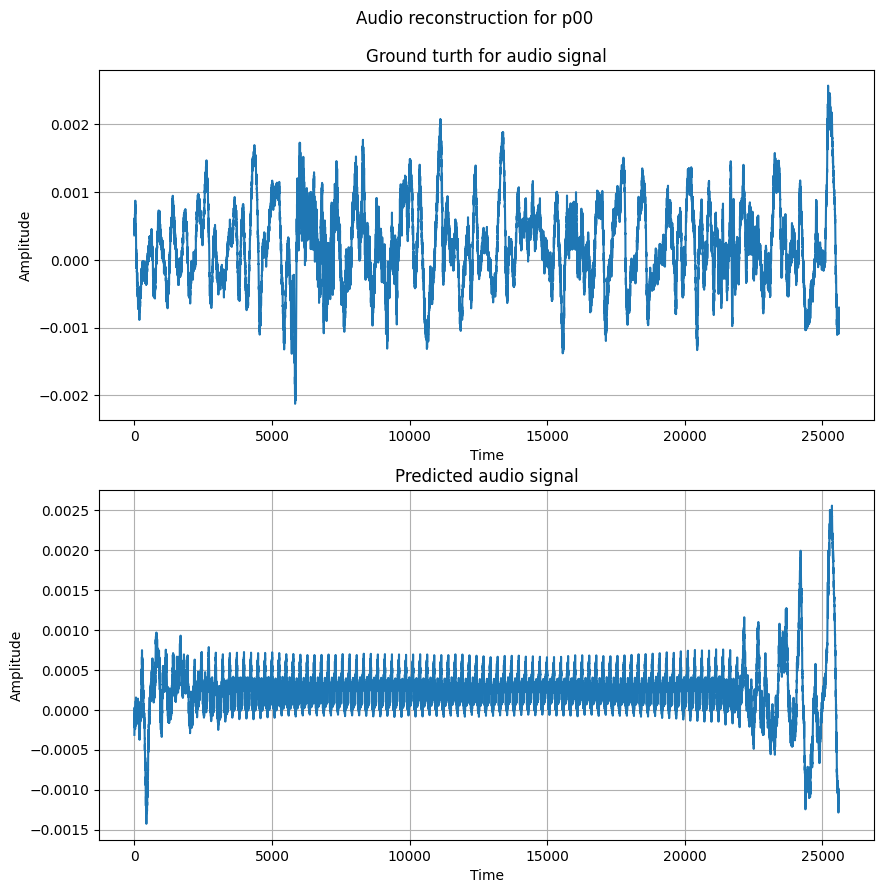 Audio reconstruction for p00
Ground turth for audio signal
0.002
0.001
0.000
−0.001
−0.002
Amplitude
0 5000 10000 15000 20000 25000
Time
Predicted audio signal
0.0025
0.0020
0.0015
0.0010
0.0005
0.0000
−0.0005
−0.0010
−0.0015
Amplitude
0 5000 10000 15000 20000 25000
Time